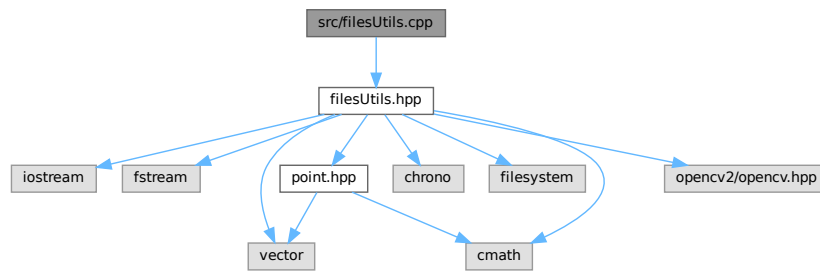 src/filesUtils.cpp
filesUtils.hpp
iostream
fstream
point.hpp
chrono
filesystem
opencv2/opencv.hpp
vector
cmath